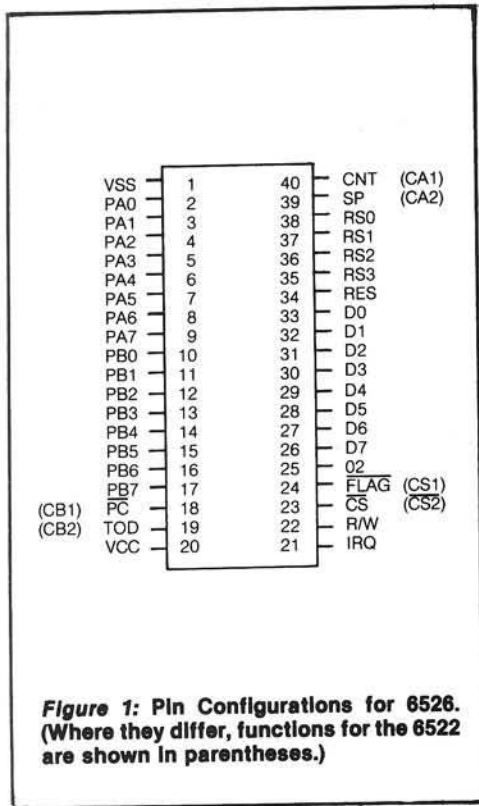 VSS 1 40 CNT (CA1)
PA0 2 39 SP (CA2)
PA1 3 38 RS0
PA2 4 37 RS1
PA3 5 36 RS2
PA4 6 35 RS3
PA5 7 34 RES
PA6 8 33 D0
PA7 9 32 D1
PB0 10 31 D2
PB1 11 30 D3
PB2 12 29 D4
PB3 13 28 D5
PB4 14 27 D6
PB5 15 26 D7
PB6 16 25 02
PB7 17 24 FLAG (CS1)
(CB1) PC 18 23 CS (CS2)
(CB2) TOD 19 22 R/W
VCC 20 21 IRQ
Figure 1: Pin Configurations for 6526.
(Where they differ, functions for the 6522
are shown in parentheses.)